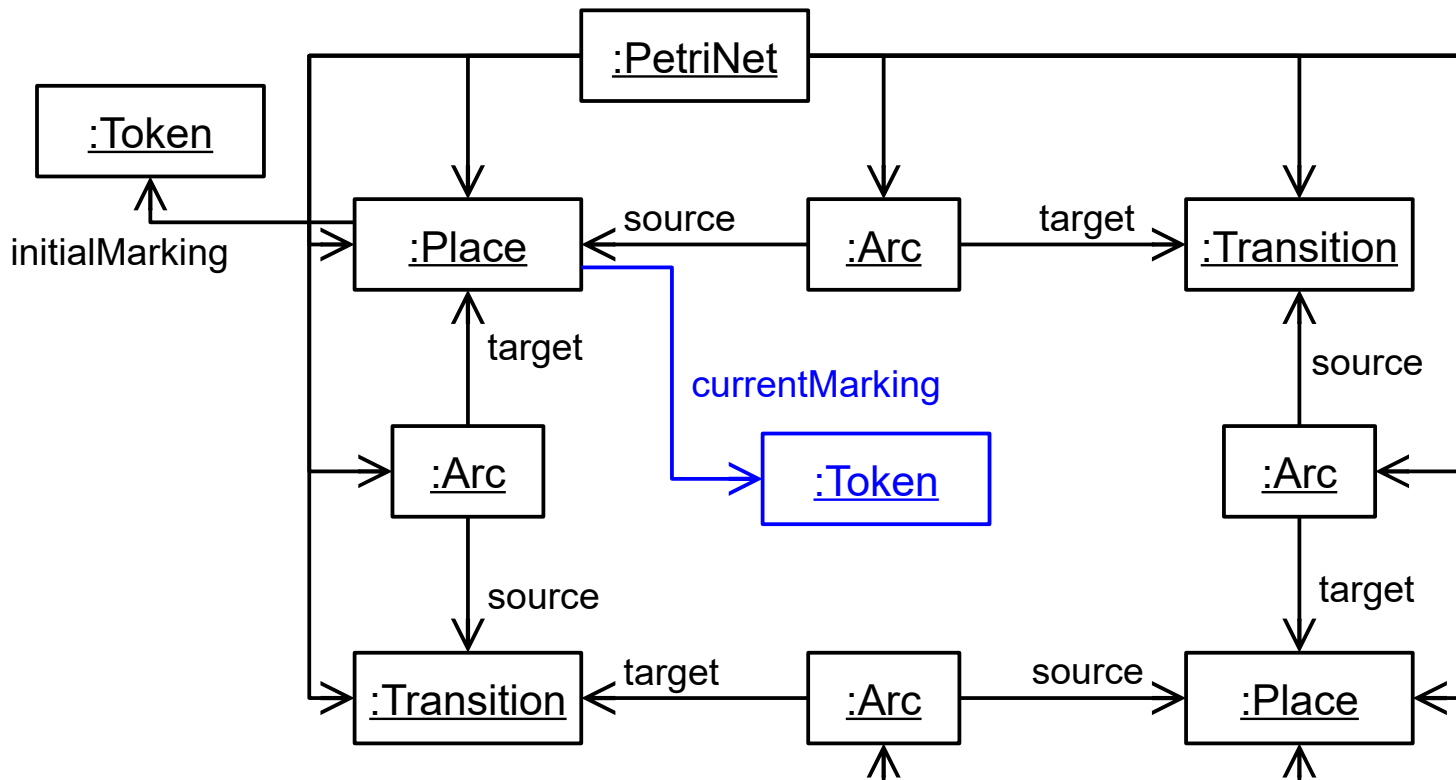 :PetriNet
:Token
initialMarking
:Place
source
:Arc
target
:Transition
target
currentMarking
source
:Arc
:Token
:Arc
source
target
:Transition
target
:Arc
source
:Place